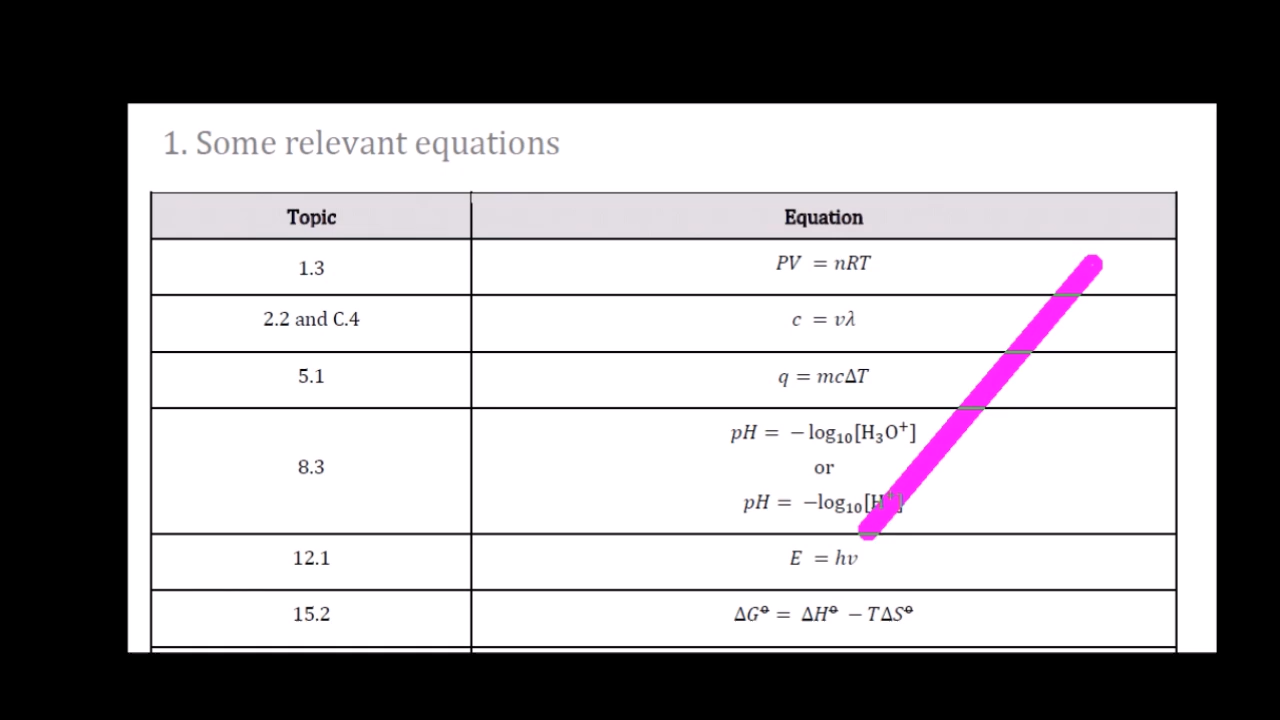 1. Some relevant equations
Topic Equation
1.3 PV = nRT
2.2 and C.4 c = νλ
5.1 q = mcΔT
8.3 pH = − log₁₀[H₃O⁺]
or
pH = −log₁₀[H⁺]
12.1 E = hν
15.2 ΔG⦵ = ΔH⦵ − TΔS⦵